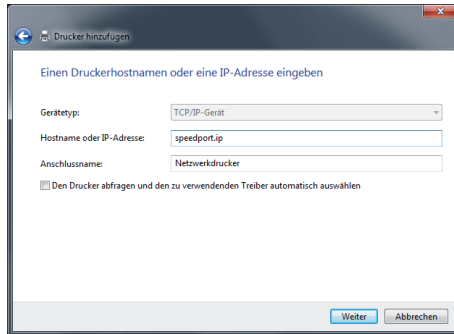 Drucker hinzufügen
Einen Druckerhostnamen oder eine IP-Adresse eingeben
Gerätetyp: TCP/IP-Gerät
Hostname oder IP-Adresse: speedport.ip
Anschlussname: Netzwerkdrucker
Den Drucker abfragen und den zu verwendenden Treiber automatisch auswählen
Weiter Abbrechen